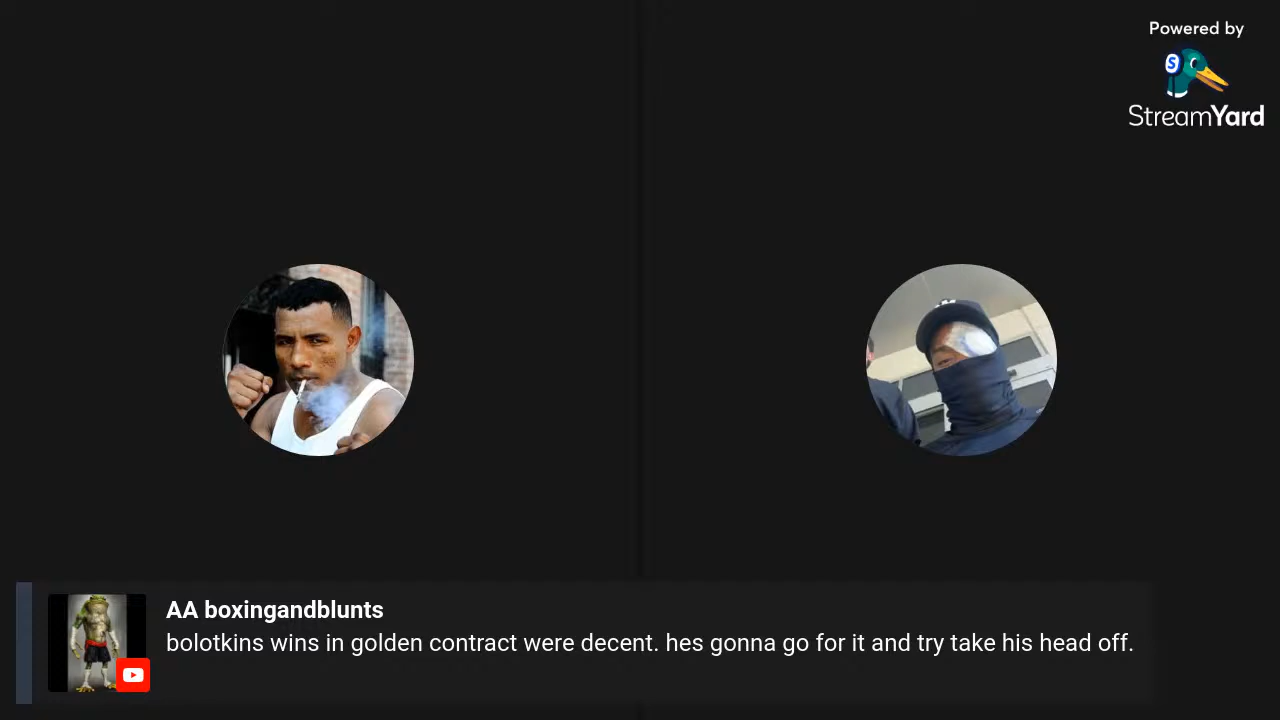 Powered by
S
StreamYard
AA boxingandblunts
bolotkins wins in golden contract were decent. hes gonna go for it and try take his head off.